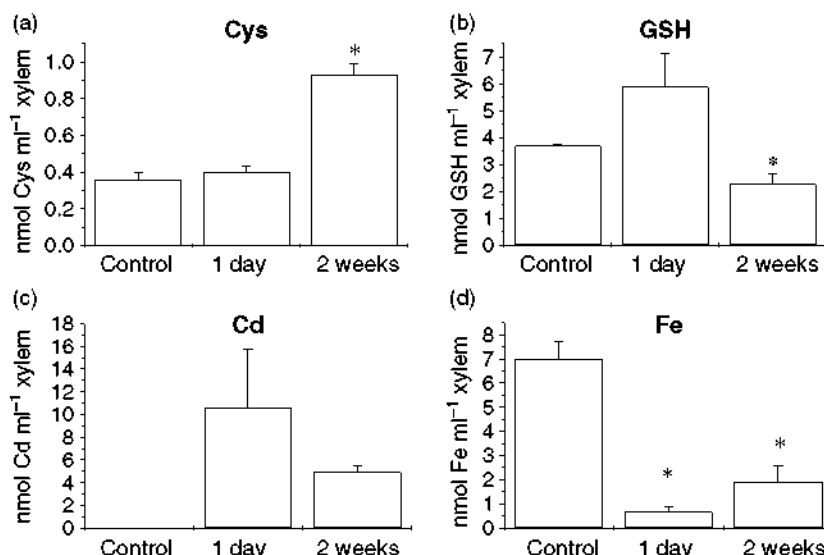 (a)
Cys
nmol Cys ml⁻¹ xylem
1.0
0.8
0.6
0.4
0.2
0.0
*
Control 1 day 2 weeks
(b)
GSH
nmol GSH ml⁻¹ xylem
7
6
5
4
3
2
1
0
*
Control 1 day 2 weeks
(c)
Cd
nmol Cd ml⁻¹ xylem
18
16
14
12
10
8
6
4
2
0
Control 1 day 2 weeks
(d)
Fe
nmol Fe ml⁻¹ xylem
8
7
6
5
4
3
2
1
0
* *
Control 1 day 2 weeks